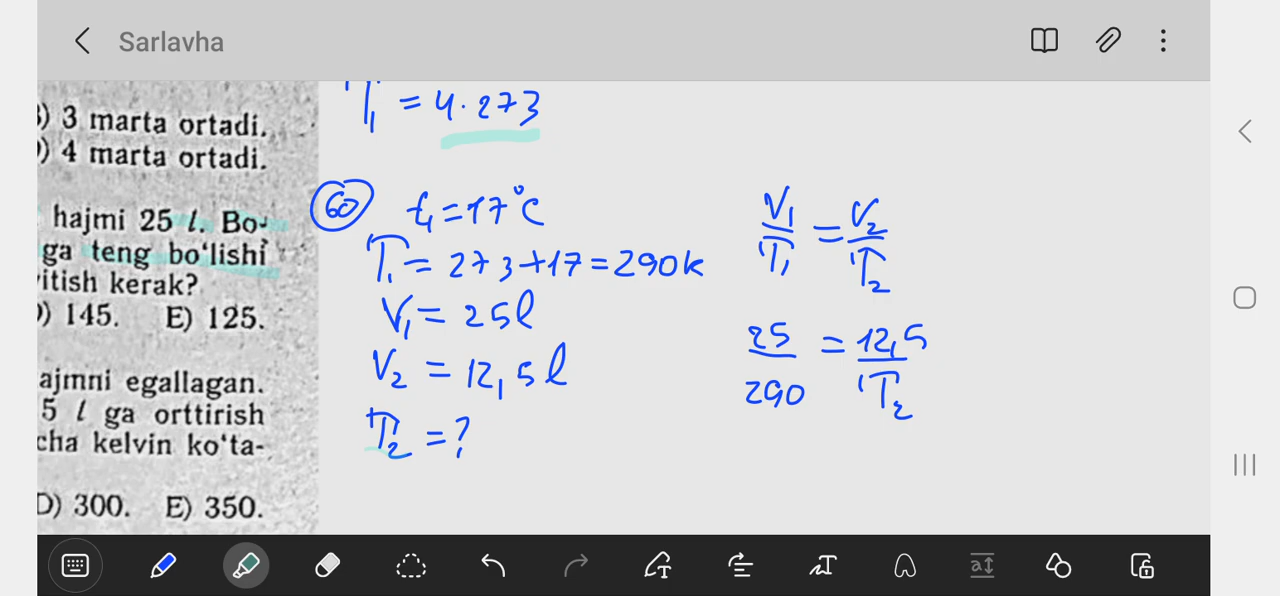 Sarlavha
) 3 marta ortadi.
) 4 marta ortadi.
hajmi 25 l. Bo-
ga teng bo‘lishi
itish kerak?
) 145. E) 125.
ajmni egallagan.
5 l ga orttirish
cha kelvin ko‘ta-
D) 300. E) 350.
T₁ = 4·273
60
t₁=17°C
T₁=273+17=290k
V₁=25l
V₂=12,5l
T₂=?
V₁/T₁=V₂/T₂
25/290=12,5/T₂